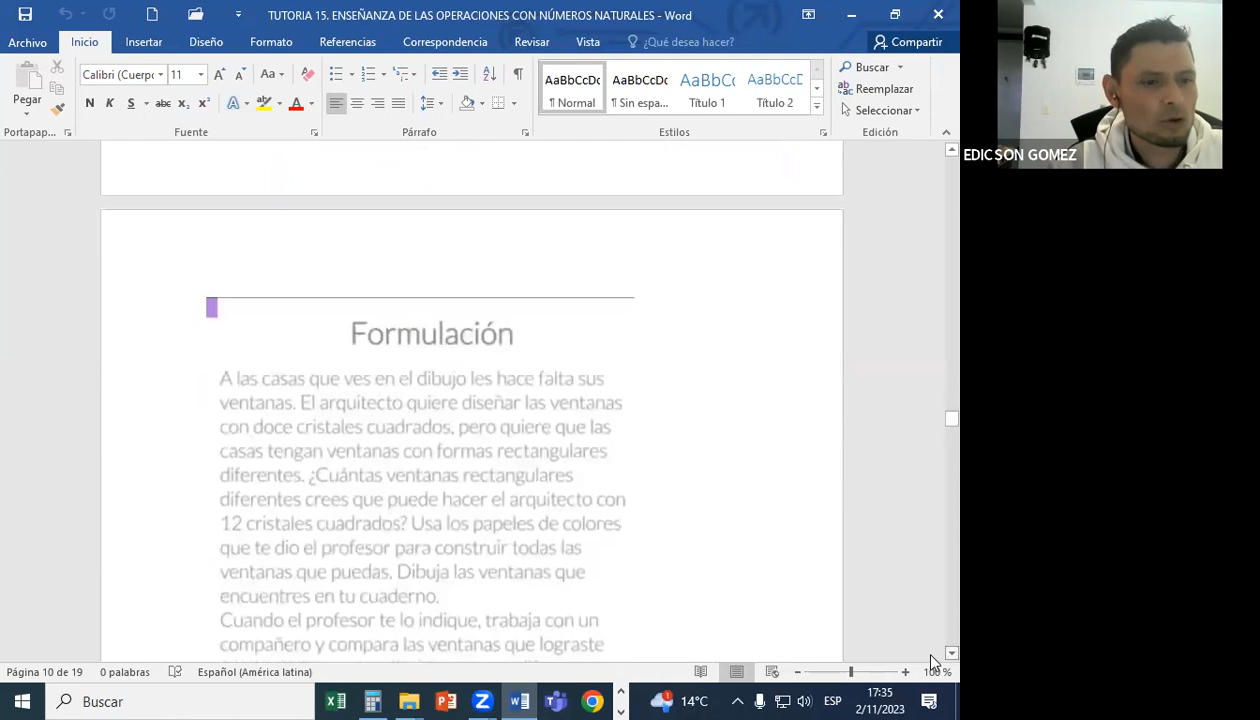 TUTORIA 15. ENSEÑANZA DE LAS OPERACIONES CON NÚMEROS NATURALES - Word
Archivo Inicio Insertar Diseño Formato Referencias Correspondencia Revisar Vista ¿Qué desea hacer? Compartir
Pegar
Calibri (Cuerpo 11
Aa
N K S abc x₂ x² A A
AaBbCcDc AaBbCcDc AaBbCc AaBbCcD
¶ Normal ¶ Sin espa... Título 1 Título 2
Buscar
Reemplazar
Seleccionar
Portapap... Fuente Párrafo Estilos Edición
EDICSON GOMEZ
Formulación
A las casas que ves en el dibujo les hace falta sus
ventanas. El arquitecto quiere diseñar las ventanas
con doce cristales cuadrados, pero quiere que las
casas tengan ventanas con formas rectangulares
diferentes. ¿Cuántas ventanas rectangulares
diferentes crees que puede hacer el arquitecto con
12 cristales cuadrados? Usa los papeles de colores
que te dio el profesor para construir todas las
ventanas que puedas. Dibuja las ventanas que
encuentres en tu cuaderno.
Cuando el profesor te lo indique, trabaja con un
compañero y compara las ventanas que lograste
Página 10 de 19 0 palabras Español (América latina) 100 %
Buscar
14°C
ESP
17:35
2/11/2023